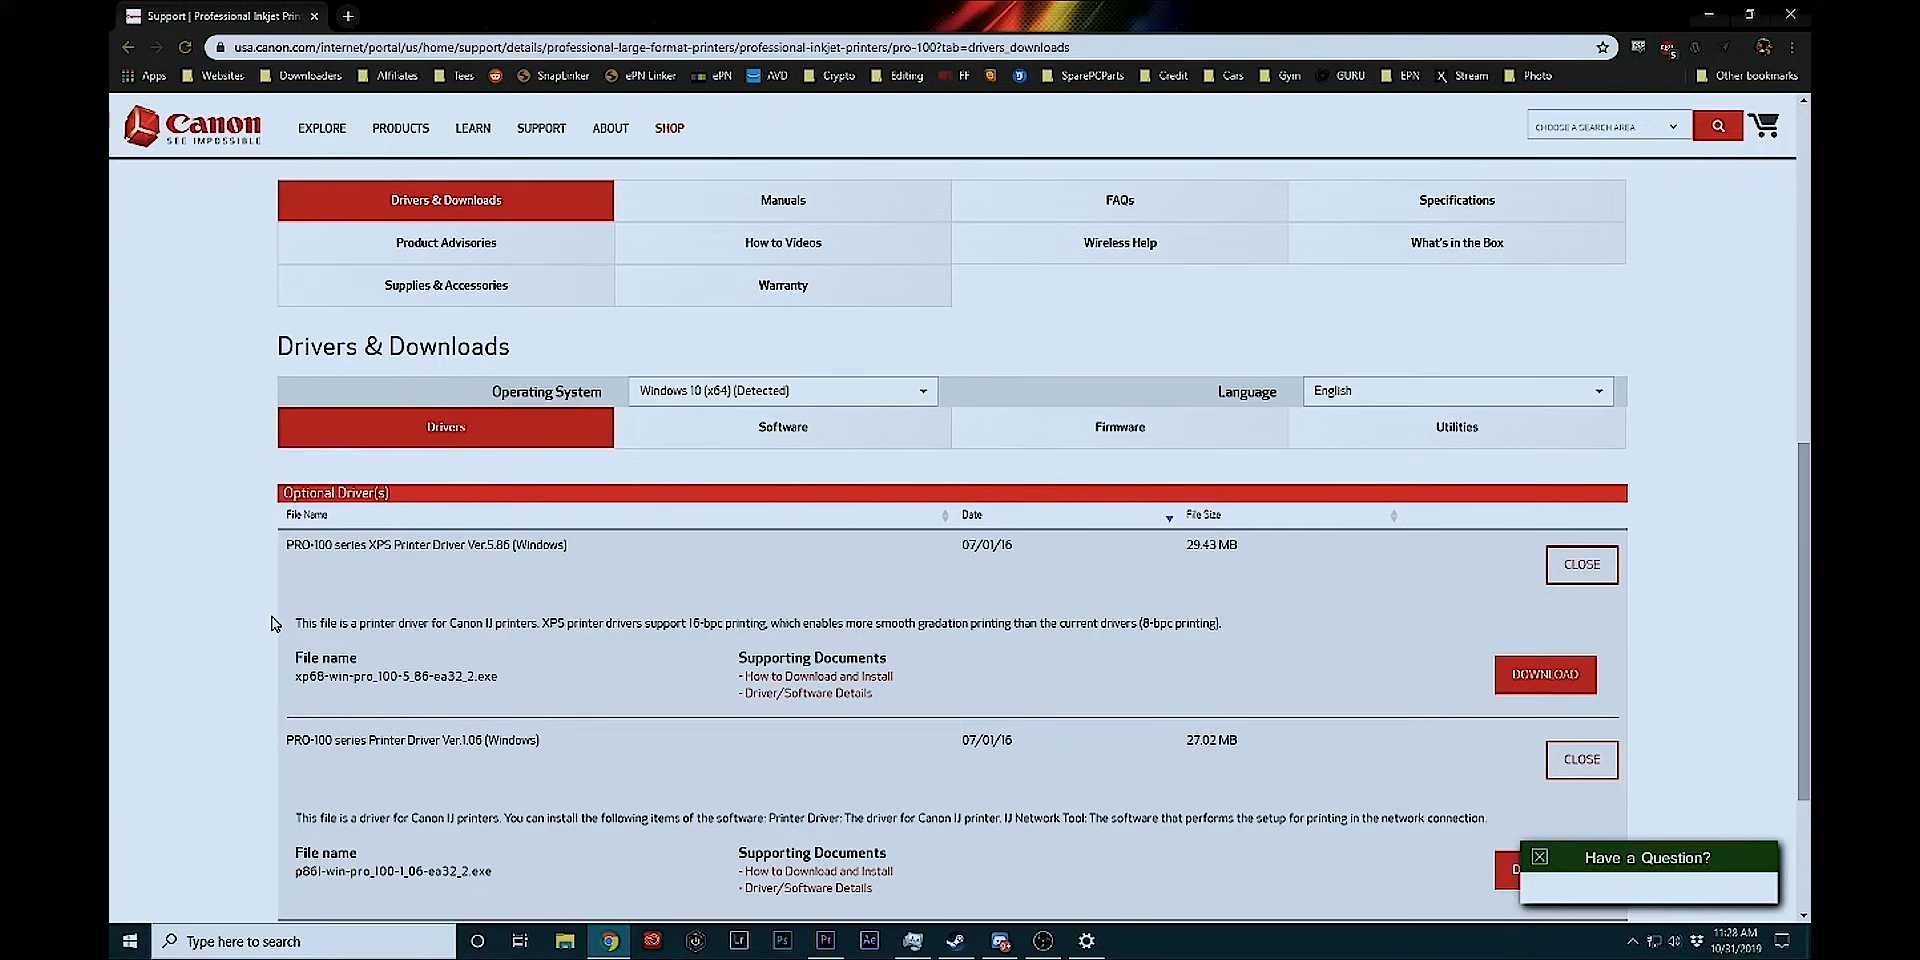 Support | Professional Inkjet Prin
usa.canon.com/internet/portal/us/home/support/details/professional-large-format-printers/professional-inkjet-printers/pro-100?tab=drivers_downloads
Apps Websites Downloaders Affiliates Tees SnapLinker ePN Linker ePN AVD Crypto Editing FF SparePCParts Credit Cars Gym GURU EPN Stream Photo Other bookmarks
Canon
SEE IMPOSSIBLE
EXPLORE PRODUCTS LEARN SUPPORT ABOUT SHOP
CHOOSE A SEARCH AREA
Drivers & Downloads Manuals FAQs Specifications
Product Advisories How to Videos Wireless Help What's in the Box
Supplies & Accessories Warranty
Drivers & Downloads
Operating System Windows 10 (x64) (Detected) Language English
Drivers Software Firmware Utilities
Optional Driver(s)
File Name Date File Size
PRO-100 series XPS Printer Driver Ver.5.86 (Windows) 07/01/16 29.43 MB
CLOSE
This file is a printer driver for Canon IJ printers. XPS printer drivers support 16-bpc printing, which enables more smooth gradation printing than the current drivers (8-bpc printing).
File name Supporting Documents
xp68-win-pro_100-5_86-ea32_2.exe - How to Download and Install DOWNLOAD
- Driver/Software Details
PRO-100 series Printer Driver Ver.1.06 (Windows) 07/01/16 27.02 MB
CLOSE
This file is a driver for Canon IJ printers. You can install the following items of the software: Printer Driver: The driver for Canon IJ printer. IJ Network Tool: The software that performs the setup for printing in the network connection.
Have a Question?
File name Supporting Documents
p86l-win-pro_100-1_06-ea32_2.exe - How to Download and Install D
- Driver/Software Details
Type here to search Lr Ps Pr Ae 11:28 AM
10/31/2019